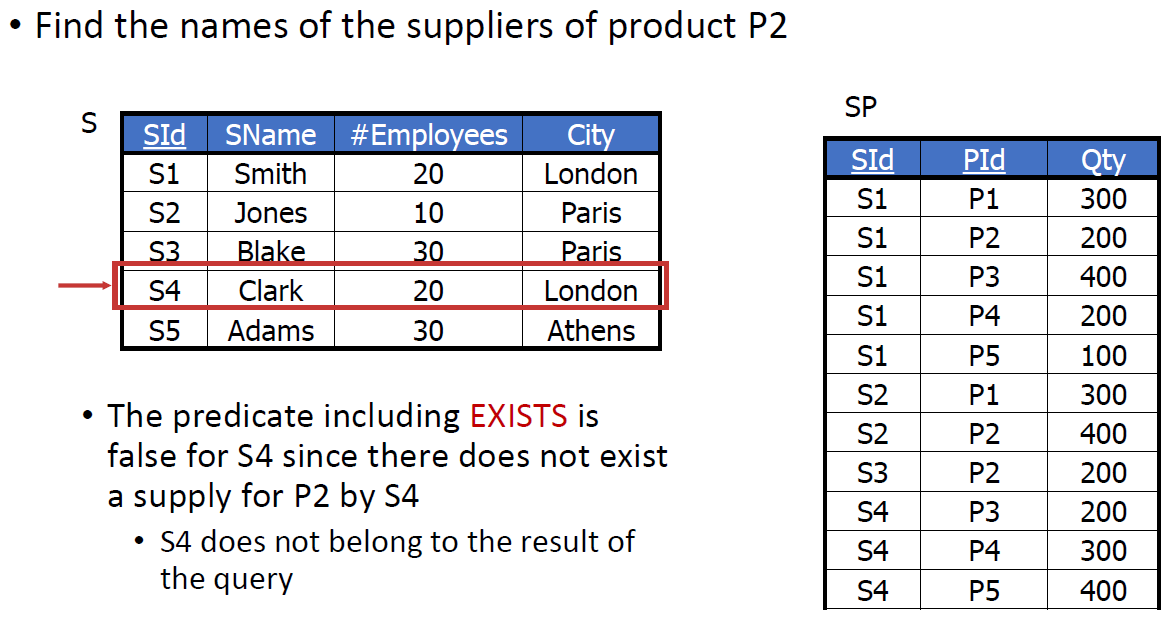 • Find the names of the suppliers of product P2
S
SId SName #Employees City
S1 Smith 20 London
S2 Jones 10 Paris
S3 Blake 30 Paris
S4 Clark 20 London
S5 Adams 30 Athens
• The predicate including EXISTS is
false for S4 since there does not exist
a supply for P2 by S4
• S4 does not belong to the result of
the query
SP
SId PId Qty
S1 P1 300
S1 P2 200
S1 P3 400
S1 P4 200
S1 P5 100
S2 P1 300
S2 P2 400
S3 P2 200
S4 P3 200
S4 P4 300
S4 P5 400